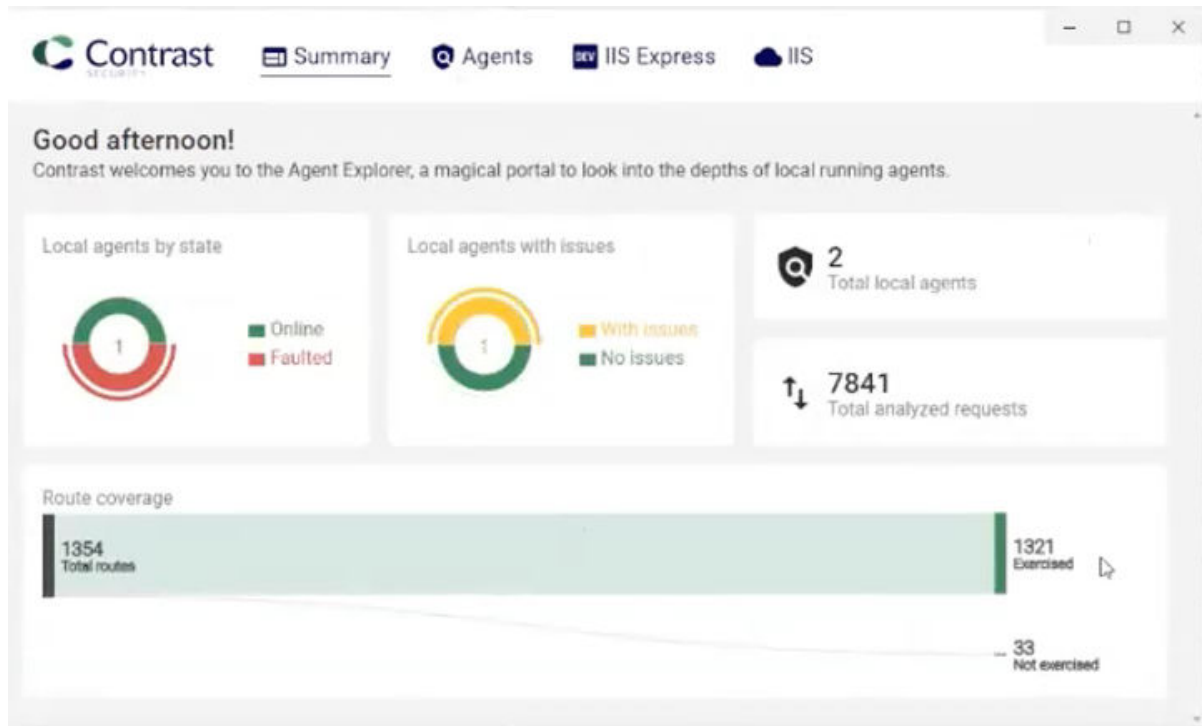 Contrast
SECURITY
Summary
Agents
DEV IIS Express
IIS
Good afternoon!
Contrast welcomes you to the Agent Explorer, a magical portal to look into the depths of local running agents.
Local agents by state
1
Online
Faulted
Local agents with issues
1
With issues
No issues
2
Total local agents
7841
Total analyzed requests
Route coverage
1354
Total routes
1321
Exercised
33
Not exercised